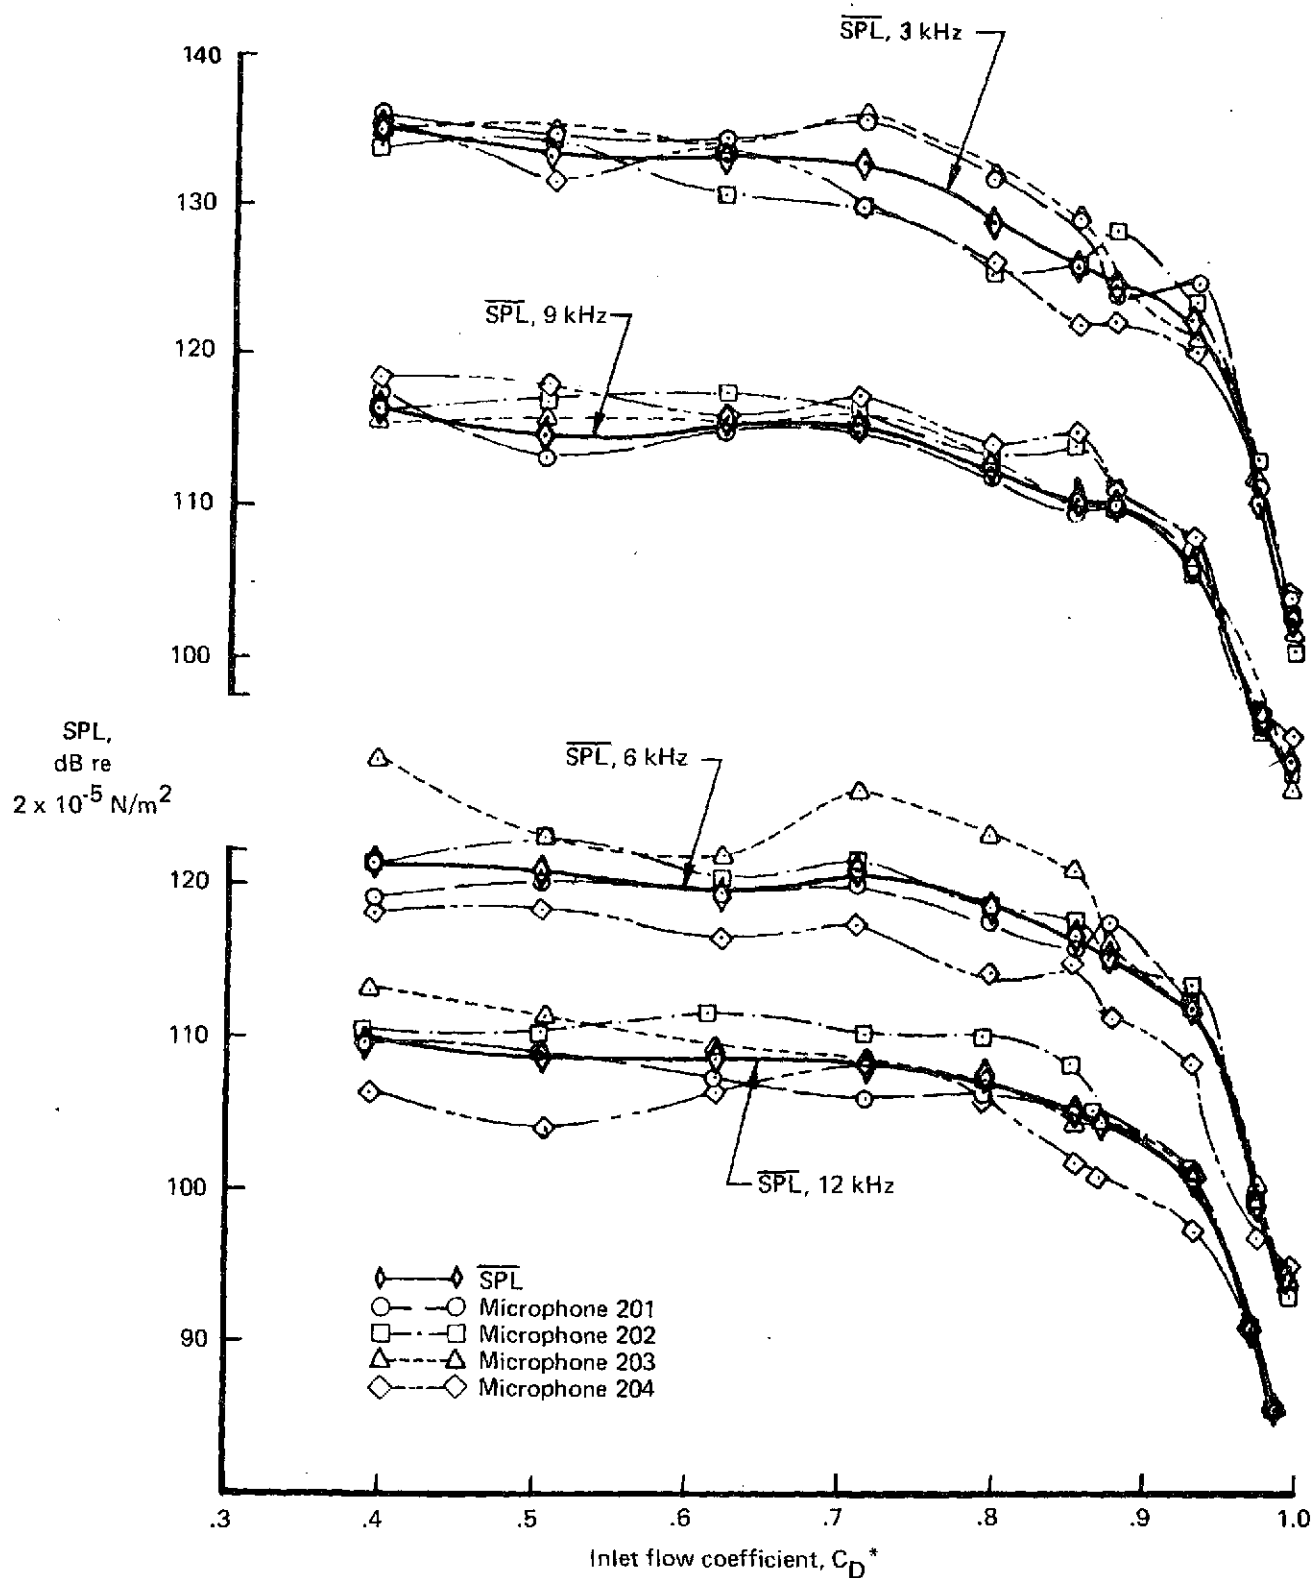 SPL, 3 kHz
140
130
120
110
100
SPL, 9 kHz
SPL,
dB re
2 x 10⁻⁵ N/m²
SPL, 6 kHz
120
110
100
90
SPL, 12 kHz
SPL
Microphone 201
Microphone 202
Microphone 203
Microphone 204
.3 .4 .5 .6 .7 .8 .9 1.0
Inlet flow coefficient, C_D*